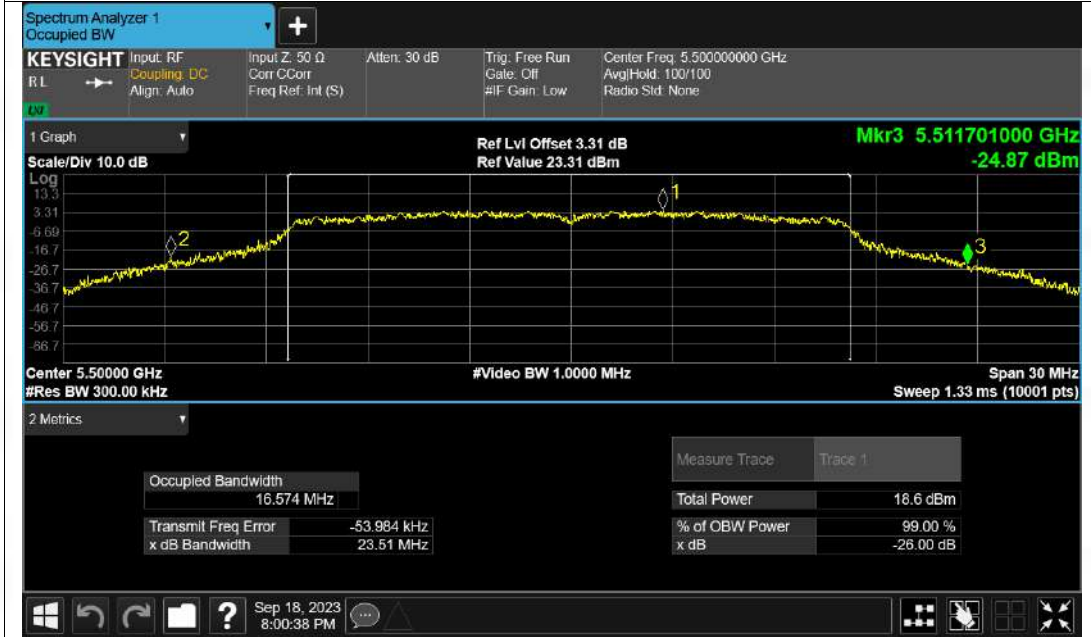 Spectrum Analyzer 1
Occupied BW
+
KEYSIGHT Input: RF Input Z: 50 Ω Atten: 30 dB Trig: Free Run Center Freq: 5.500000000 GHz
R L Coupling: DC Corr CCorr Gate: Off Avg|Hold: 100/100
Align: Auto Freq Ref: Int (S) #IF Gain: Low Radio Std: None
LXI
1 Graph Ref Lvl Offset 3.31 dB Mkr3 5.511701000 GHz
Scale/Div 10.0 dB Ref Value 23.31 dBm -24.87 dBm
Log
13.3
3.31
-6.69
-16.7
-26.7
-36.7
-46.7
-56.7
-66.7
1
2
3
Center 5.50000 GHz #Video BW 1.0000 MHz Span 30 MHz
#Res BW 300.00 kHz Sweep 1.33 ms (10001 pts)
2 Metrics
Measure Trace Trace 1
Occupied Bandwidth
16.574 MHz Total Power 18.6 dBm
Transmit Freq Error -53.984 kHz % of OBW Power 99.00 %
x dB Bandwidth 23.51 MHz x dB -26.00 dB
? Sep 18, 2023
8:00:38 PM